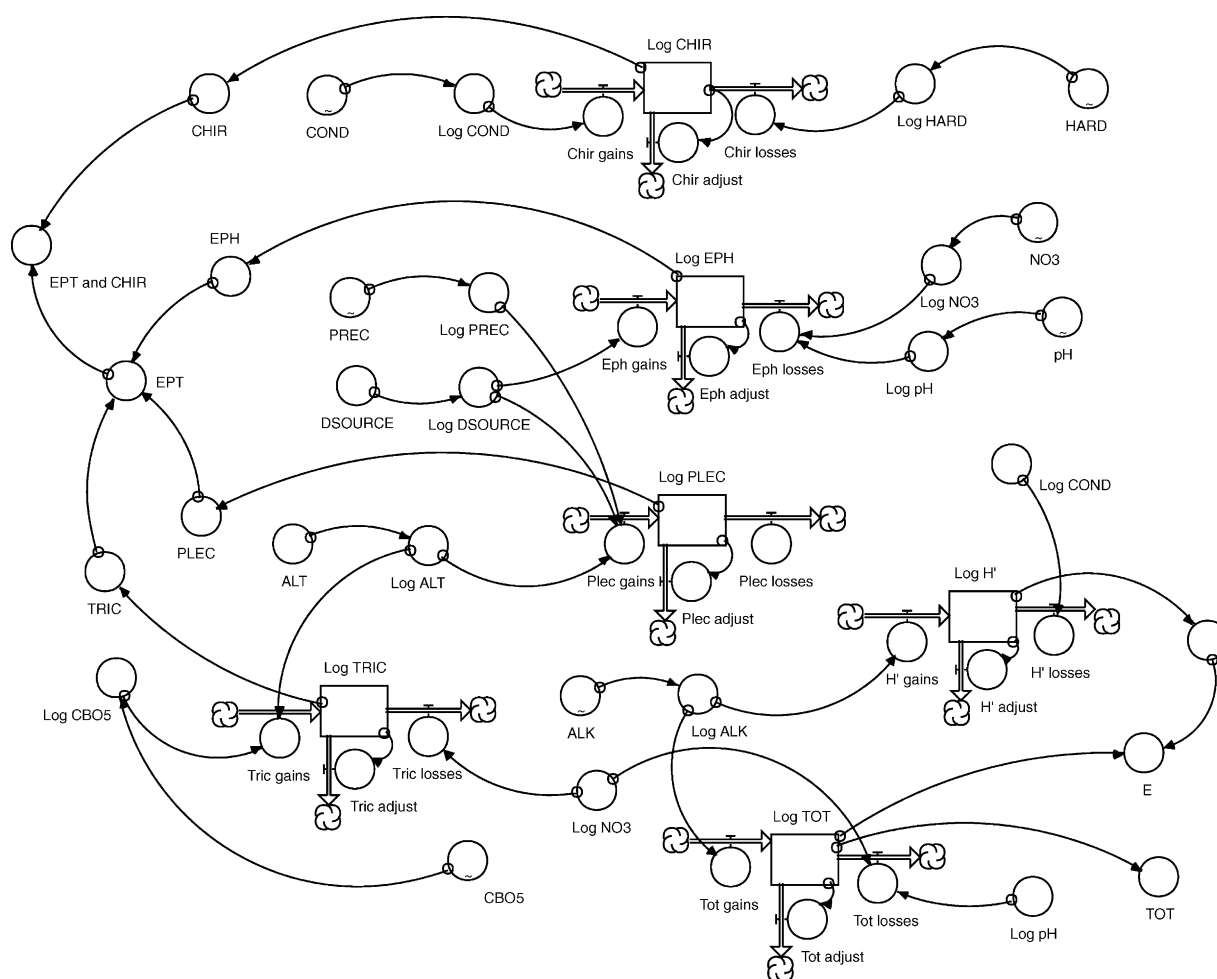 Log CHIR
CHIR
COND
~
Log COND
Chir gains
Chir adjust
Chir losses
Log HARD
HARD
~
EPT and CHIR
EPH
Log EPH
NO3
~
Log NO3
PREC
~
Log PREC
Eph gains
Eph adjust
Eph losses
Log pH
pH
~
EPT
DSOURCE
Log DSOURCE
Log PLEC
Log COND
PLEC
ALT
Log ALT
Plec gains
Plec adjust
Plec losses
TRIC
Log H'
H' gains
H' adjust
H' losses
Log TRIC
Log CBO5
Tric gains
Tric adjust
Tric losses
ALK
~
Log ALK
E
Log NO3
Log TOT
CBO5
~
Tot gains
Tot adjust
Tot losses
Log pH
TOT